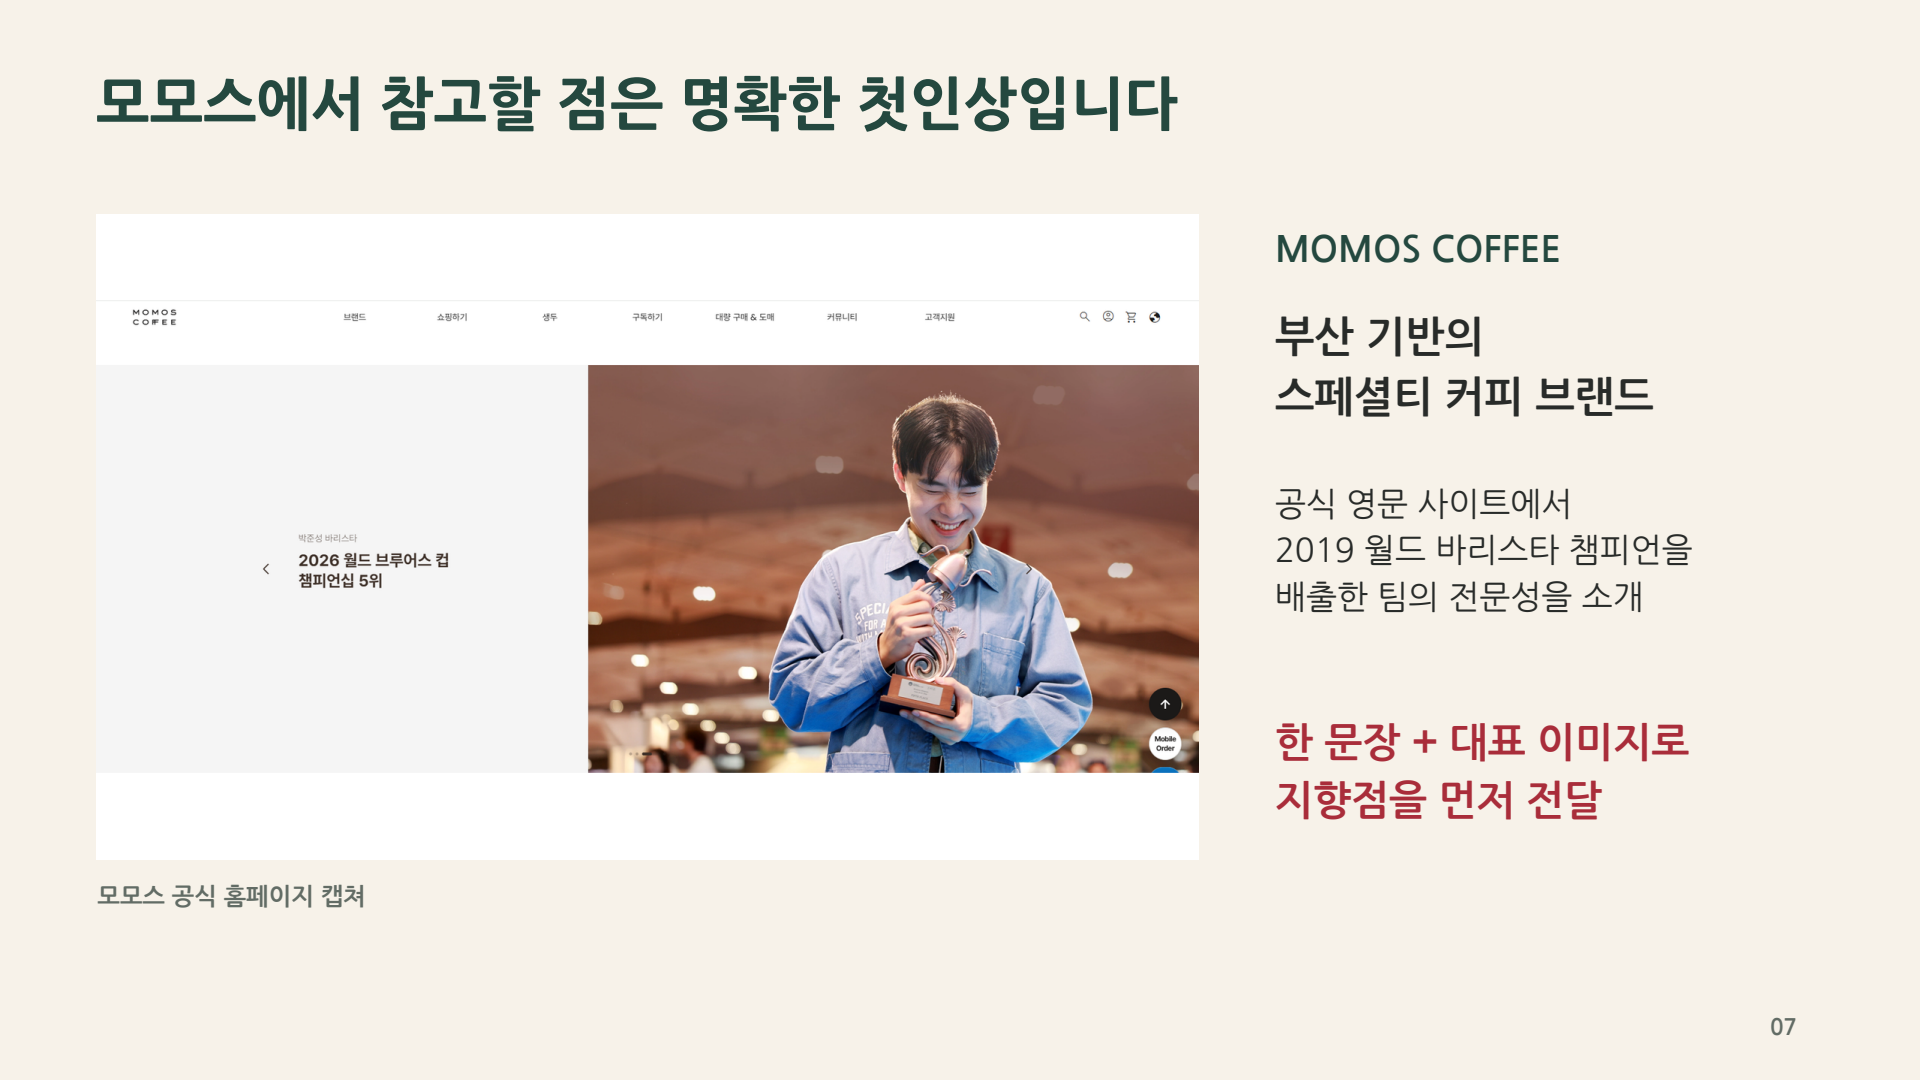 모모스에서 참고할 점은 명확한 첫인상입니다
MOMOS
COFFEE
브랜드
쇼핑하기
생두
구독하기
대량 구매 & 도매
커뮤니티
고객지원
박준성 바리스타
2026 월드 브루어스 컵
챔피언십 5위
SPECIA
FOR A
Mobile
Order
모모스 공식 홈페이지 캡쳐
MOMOS COFFEE
부산 기반의
스페셜티 커피 브랜드
공식 영문 사이트에서
2019 월드 바리스타 챔피언을
배출한 팀의 전문성을 소개
한 문장 + 대표 이미지로
지향점을 먼저 전달
07